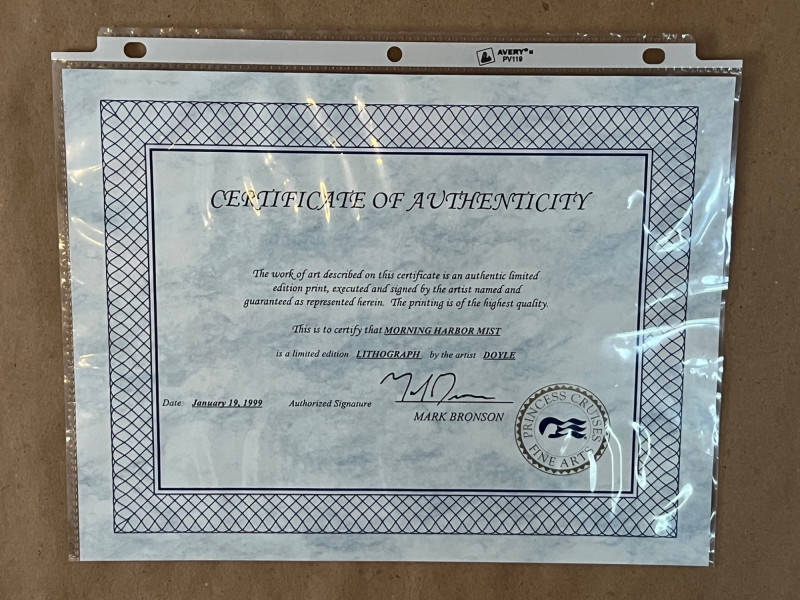 AVERY®
PV119
CERTIFICATE OF AUTHENTICITY
The work of art described on this certificate is an authentic limited
edition print, executed and signed by the artist named and
guaranteed as represented herein. The printing is of the highest quality.
This is to certify that MORNING HARBOR MIST
is a limited edition LITHOGRAPH by the artist DOYLE
Date: January 19, 1999 Authorized Signature
MARK BRONSON
PRINCESS CRUISES
FINE ARTS